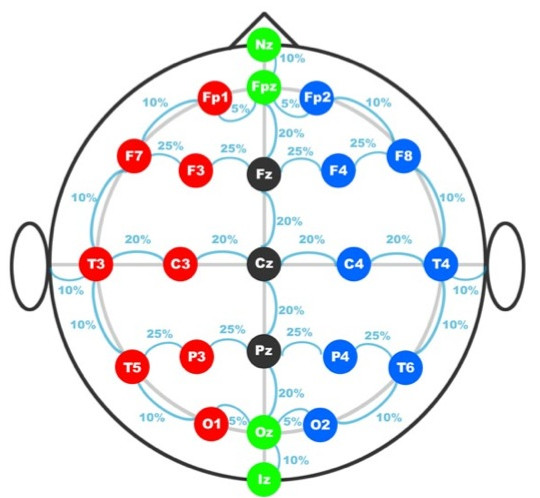 Nz
10%
Fpz
Fp1 Fp2
10% 5% 5% 10%
20%
25% 25% 25% 25%
F7 F3 Fz F4 F8
10% 10%
20%
20% 20% 20% 20%
T3 C3 Cz C4 T4
10% 10%
20%
10% 10%
25% 25% 25% 25%
T5 P3 Pz P4 T6
20%
10% 5% 5% 10%
O1 Oz O2
10%
Iz